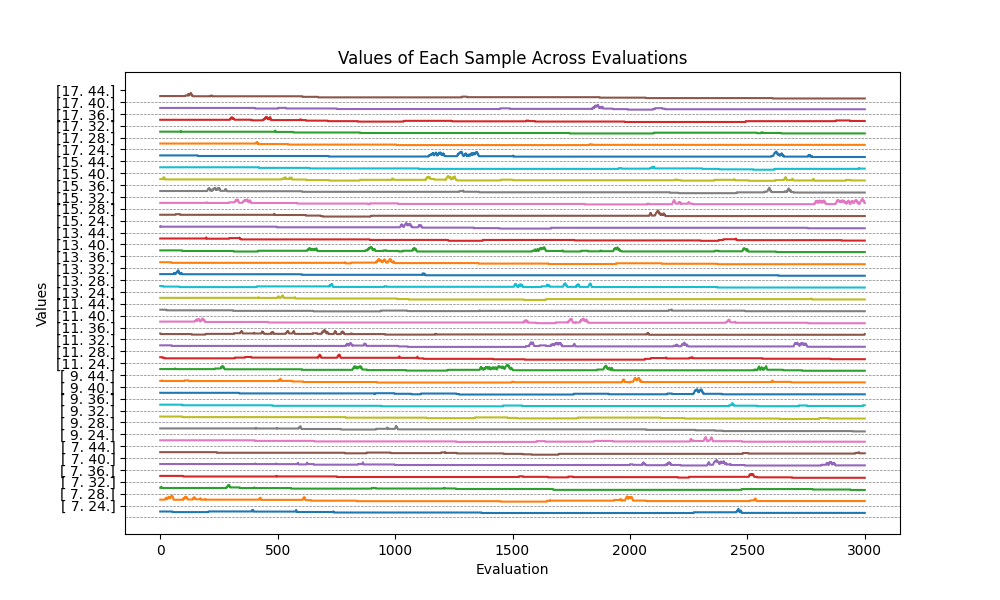 Values of Each Sample Across Evaluations
[17. 44.]
[17. 40.]
[17. 36.]
[17. 32.]
[17. 28.]
[17. 24.]
[15. 44.]
[15. 40.]
[15. 36.]
[15. 32.]
[15. 28.]
[15. 24.]
[13. 44.]
[13. 40.]
[13. 36.]
[13. 32.]
[13. 28.]
[13. 24.]
[11. 44.]
[11. 40.]
[11. 36.]
[11. 32.]
[11. 28.]
[11. 24.]
[ 9. 44.]
[ 9. 40.]
[ 9. 36.]
[ 9. 32.]
[ 9. 28.]
[ 9. 24.]
[ 7. 44.]
[ 7. 40.]
[ 7. 36.]
[ 7. 32.]
[ 7. 28.]
[ 7. 24.]
Values
0 500 1000 1500 2000 2500 3000
Evaluation